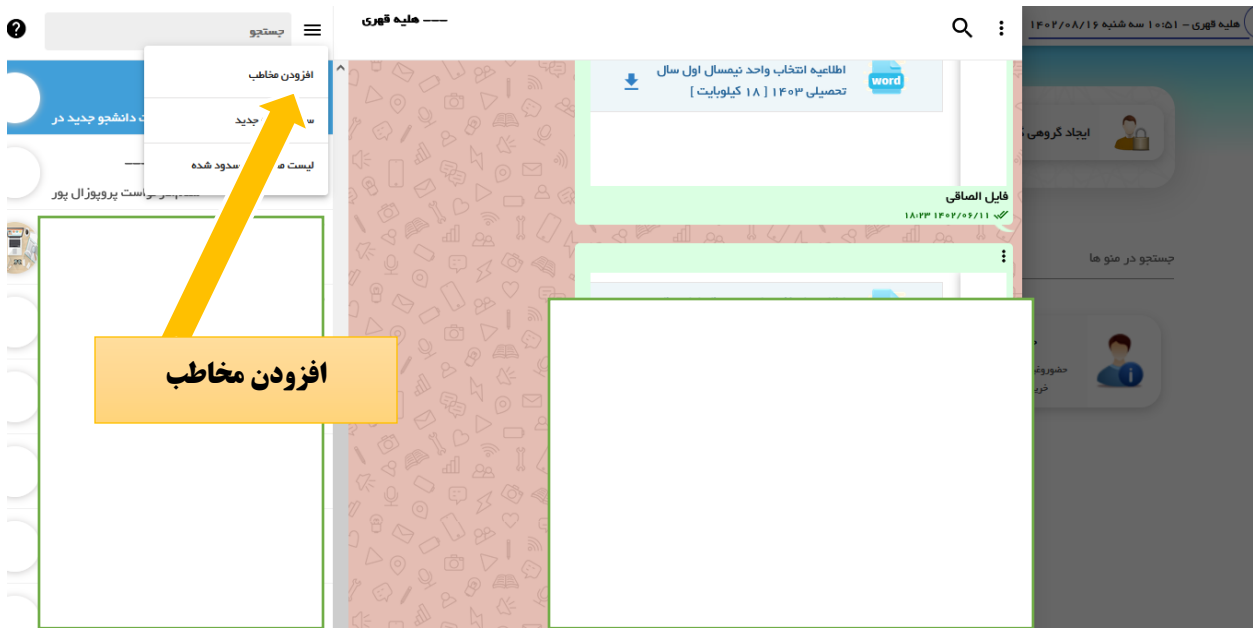 هلیه قهری – ۱۰:۵۱ سه شنبه ۱۴۰۲/۰۸/۱۶
--- هلیه قهری
جستجو
افزودن مخاطب
جدید
لیست
سدود شده
دانشجو جدید در
است پروپوزال پور
اطلاعیه انتخاب واحد نیمسال اول سال
تحصیلی ۱۴۰۳ [ ۱۸ کیلوبایت ]
word
فایل الصاقی
۱۴۰۲/۰۶/۱۱ ۱۸:۲۳
ایجاد گروهی
جستجو در منو ها
افزودن مخاطب